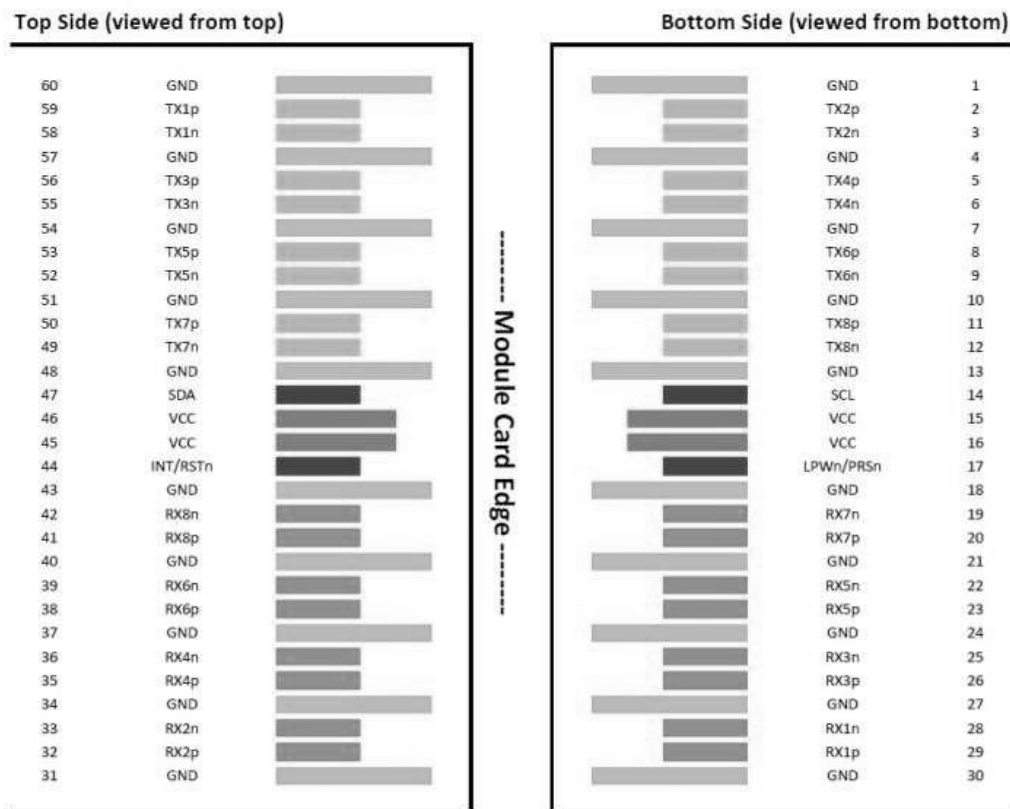 Top Side (viewed from top)
Bottom Side (viewed from bottom)
60 GND
59 TX1p
58 TX1n
57 GND
56 TX3p
55 TX3n
54 GND
53 TX5p
52 TX5n
51 GND
50 TX7p
49 TX7n
48 GND
47 SDA
46 VCC
45 VCC
44 INT/RSTn
43 GND
42 RX8n
41 RX8p
40 GND
39 RX6n
38 RX6p
37 GND
36 RX4n
35 RX4p
34 GND
33 RX2n
32 RX2p
31 GND
-------- Module Card Edge --------
GND 1
TX2p 2
TX2n 3
GND 4
TX4p 5
TX4n 6
GND 7
TX6p 8
TX6n 9
GND 10
TX8p 11
TX8n 12
GND 13
SCL 14
VCC 15
VCC 16
LPWn/PRSn 17
GND 18
RX7n 19
RX7p 20
GND 21
RX5n 22
RX5p 23
GND 24
RX3n 25
RX3p 26
GND 27
RX1n 28
RX1p 29
GND 30